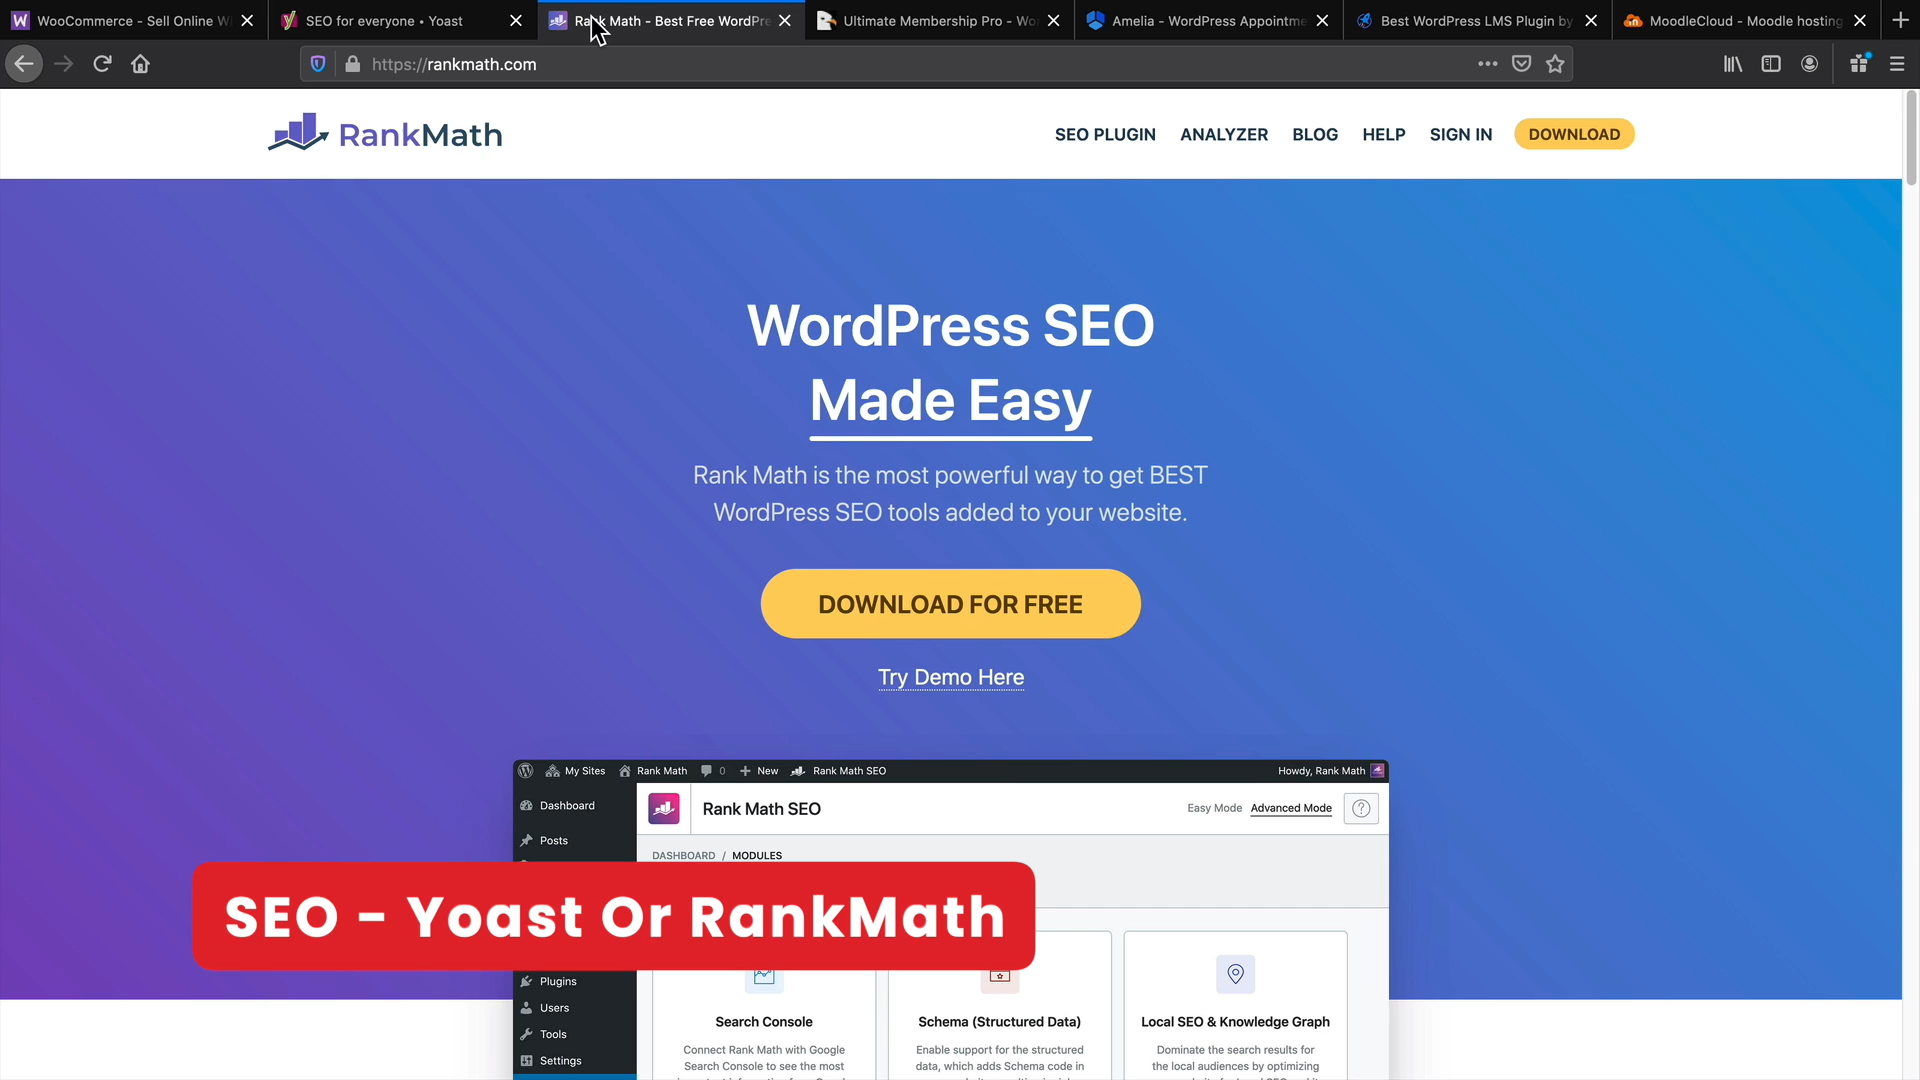 WooCommerce - Sell Online W
SEO for everyone • Yoast
Rank Math - Best Free WordPre
Ultimate Membership Pro - Wo
Amelia - WordPress Appointme
Best WordPress LMS Plugin by
MoodleCloud - Moodle hosting
https://rankmath.com
RankMath
SEO PLUGIN
ANALYZER
BLOG
HELP
SIGN IN
DOWNLOAD
WordPress SEO
Made Easy
Rank Math is the most powerful way to get BEST
WordPress SEO tools added to your website.
DOWNLOAD FOR FREE
Try Demo Here
My Sites
Rank Math
0
New
Rank Math SEO
Howdy, Rank Math
Dashboard
Posts
Rank Math SEO
Easy Mode
Advanced Mode
?
DASHBOARD / MODULES
SEO - Yoast Or RankMath
Plugins
Users
Tools
Settings
Search Console
Connect Rank Math with Google
Search Console to see the most
Schema (Structured Data)
Enable support for the structured
data, which adds Schema code in
Local SEO & Knowledge Graph
Dominate the search results for
the local audiences by optimizing